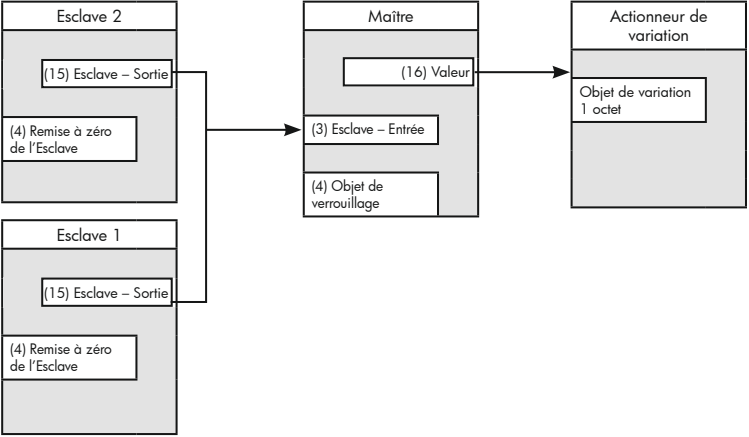 Esclave 2
(15) Esclave – Sortie
(4) Remise à zéro
de l'Esclave
Esclave 1
(15) Esclave – Sortie
(4) Remise à zéro
de l'Esclave
Maître
(16) Valeur
(3) Esclave – Entrée
(4) Objet de
verrouillage
Actionneur de
variation
Objet de variation
1 octet